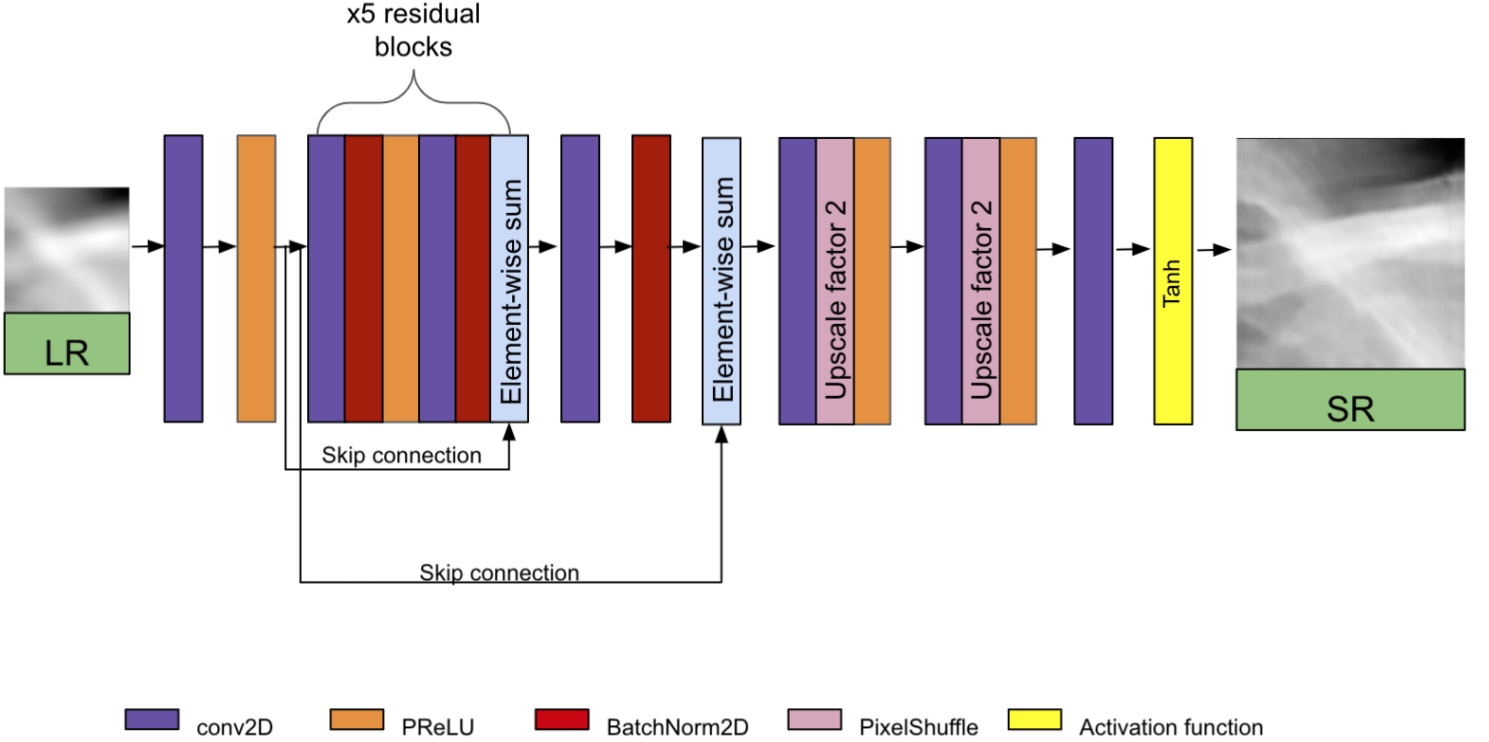 x5 residual
blocks
LR
Element-wise sum
Element-wise sum
Upscale factor 2
Upscale factor 2
Tanh
SR
Skip connection
Skip connection
conv2D
PReLU
BatchNorm2D
PixelShuffle
Activation function